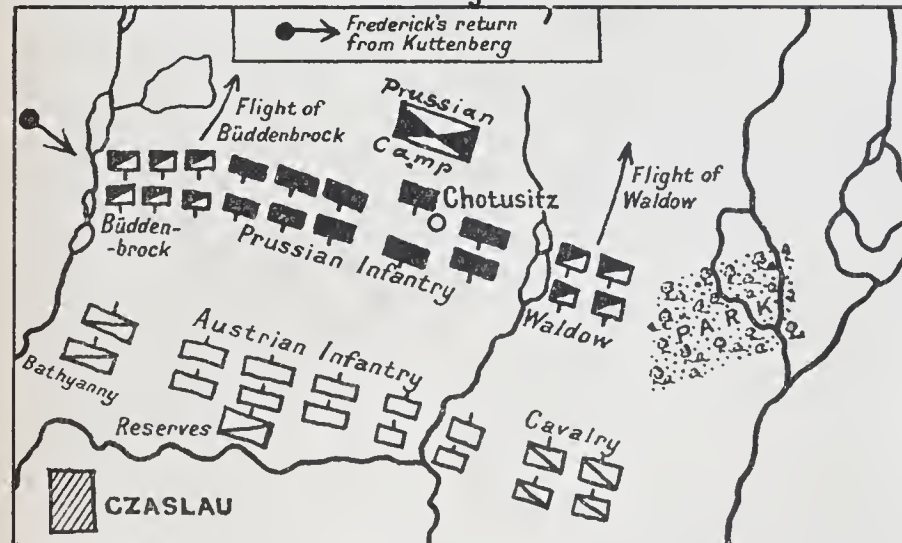 Frederick's return
from Kuttenberg
Prussian
Camp
Flight of
Büddenbrock
Flight of
Waldow
Chotusitz
Büdden-
-brock
Prussian Infantry
Waldow
PARK
Austrian Infantry
Bathyanny
Reserves
Cavalry
CZASLAU